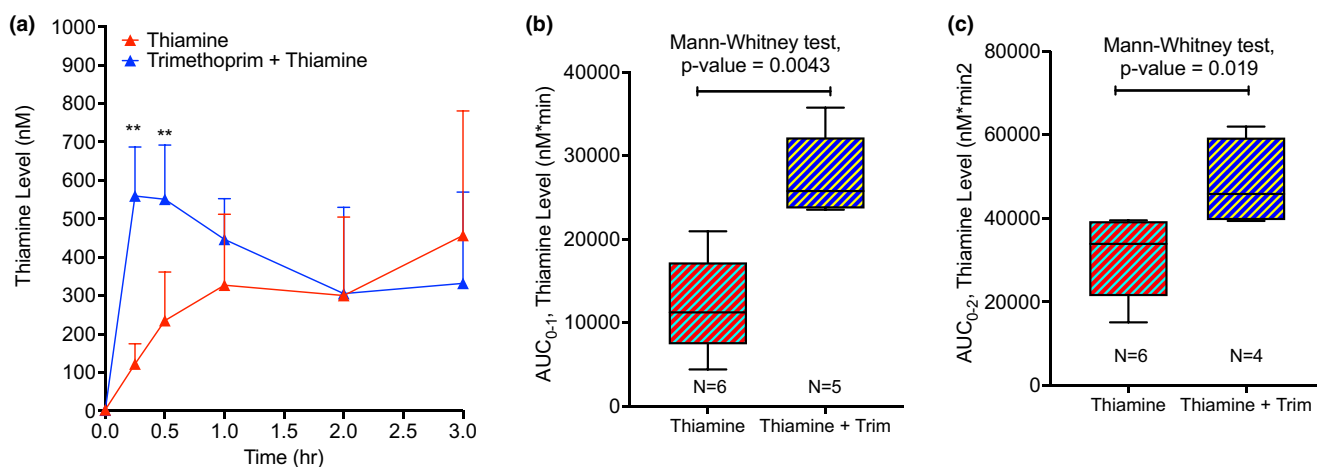 (a)
Thiamine
Trimethoprim + Thiamine
Thiamine Level (nM)
1000
900
800
700
600
500
400
300
200
100
0
**
**
0.0
0.5
1.0
1.5
2.0
2.5
3.0
Time (hr)
(b)
Mann-Whitney test,
p-value = 0.0043
AUC0-1, Thiamine Level (nM*min)
40000
30000
20000
10000
0
N=6
N=5
Thiamine
Thiamine + Trim
(c)
Mann-Whitney test,
p-value = 0.019
AUC0-2, Thiamine Level (nM*min2
80000
60000
40000
20000
0
N=6
N=4
Thiamine
Thiamine + Trim